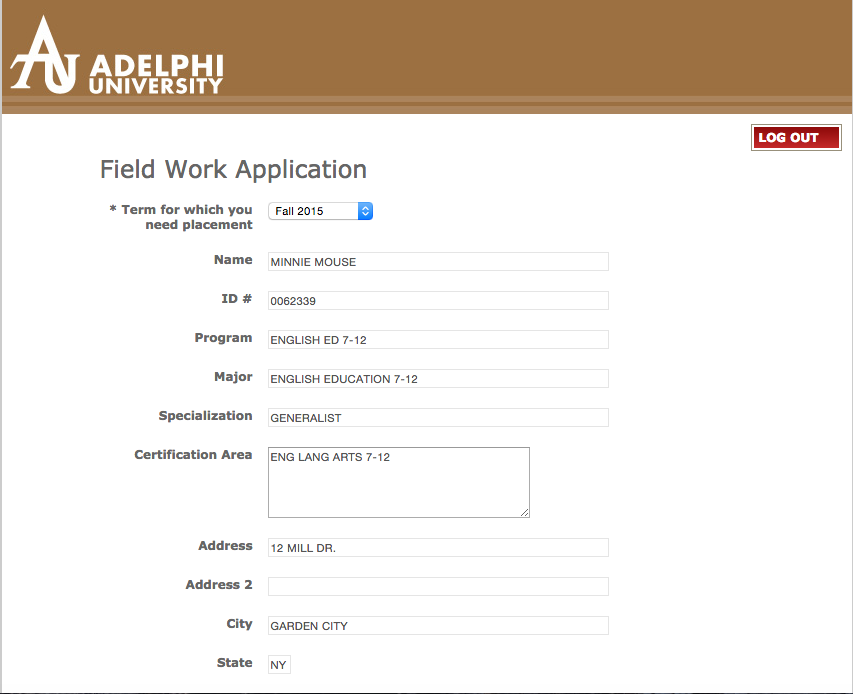 ADELPHI
UNIVERSITY
LOG OUT
Field Work Application
* Term for which you need placement Fall 2015
Name MINNIE MOUSE
ID # 0062339
Program ENGLISH ED 7-12
Major ENGLISH EDUCATION 7-12
Specialization GENERALIST
Certification Area ENG LANG ARTS 7-12
Address 12 MILL DR.
Address 2
City GARDEN CITY
State NY